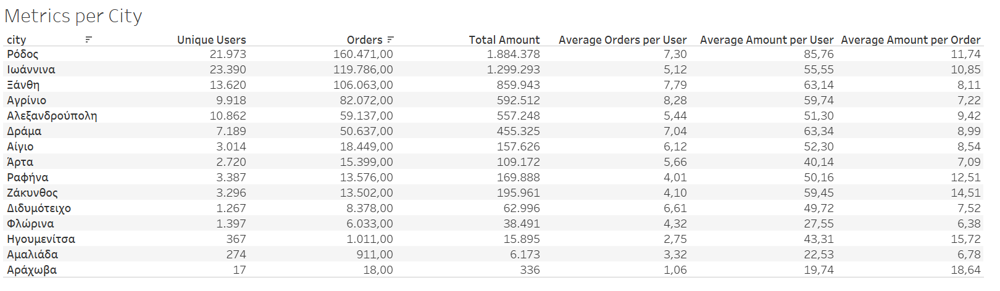 Metrics per City
city Unique Users Orders Total Amount Average Orders per User Average Amount per User Average Amount per Order
Ρόδος 21.973 160.471,00 1.884.378 7,30 85,76 11,74
Ιωάννινα 23.390 119.786,00 1.299.293 5,12 55,55 10,85
Ξάνθη 13.620 106.063,00 859.943 7,79 63,14 8,11
Αγρίνιο 9.918 82.072,00 592.512 8,28 59,74 7,22
Αλεξανδρούπολη 10.862 59.137,00 557.248 5,44 51,30 9,42
Δράμα 7.189 50.637,00 455.325 7,04 63,34 8,99
Αίγιο 3.014 18.449,00 157.626 6,12 52,30 8,54
Άρτα 2.720 15.399,00 109.172 5,66 40,14 7,09
Ραφήνα 3.387 13.576,00 169.888 4,01 50,16 12,51
Ζάκυνθος 3.296 13.502,00 195.961 4,10 59,45 14,51
Διδυμότειχο 1.267 8.378,00 62.996 6,61 49,72 7,52
Φλώρινα 1.397 6.033,00 38.491 4,32 27,55 6,38
Ηγουμενίτσα 367 1.011,00 15.895 2,75 43,31 15,72
Αμαλιάδα 274 911,00 6.173 3,32 22,53 6,78
Αράχωβα 17 18,00 336 1,06 19,74 18,64